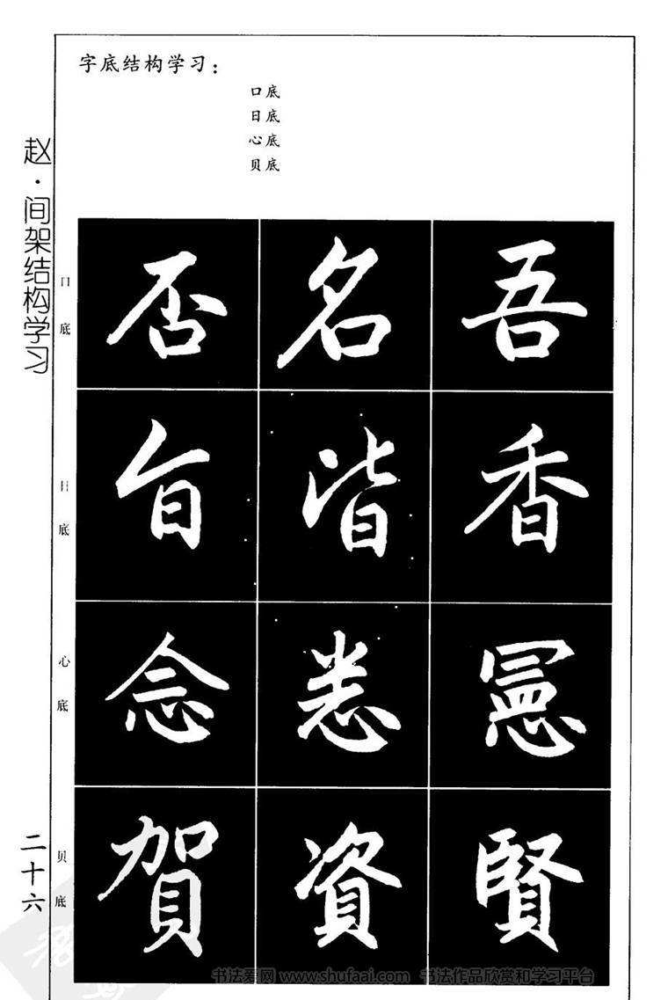 字底结构学习：
口底
日底
心底
贝底
赵·间架结构学习
口底
否 名 吾
日底
旨 皆 香
心底
念 悉 憲
贝底
賀 資 賢
二十六
书法爱网 www.shufaai.com 书法作品欣赏和学习平台